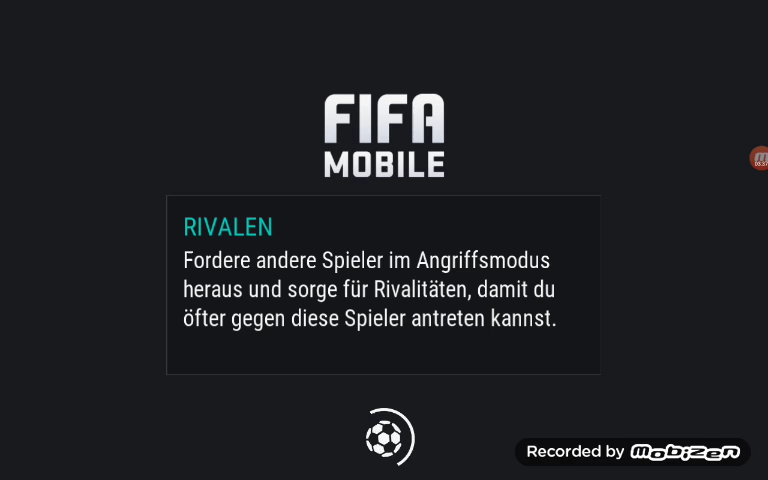 FIFA
MOBILE
RIVALEN
Fordere andere Spieler im Angriffsmodus
heraus und sorge für Rivalitäten, damit du
öfter gegen diese Spieler antreten kannst.
Recorded by mobizen